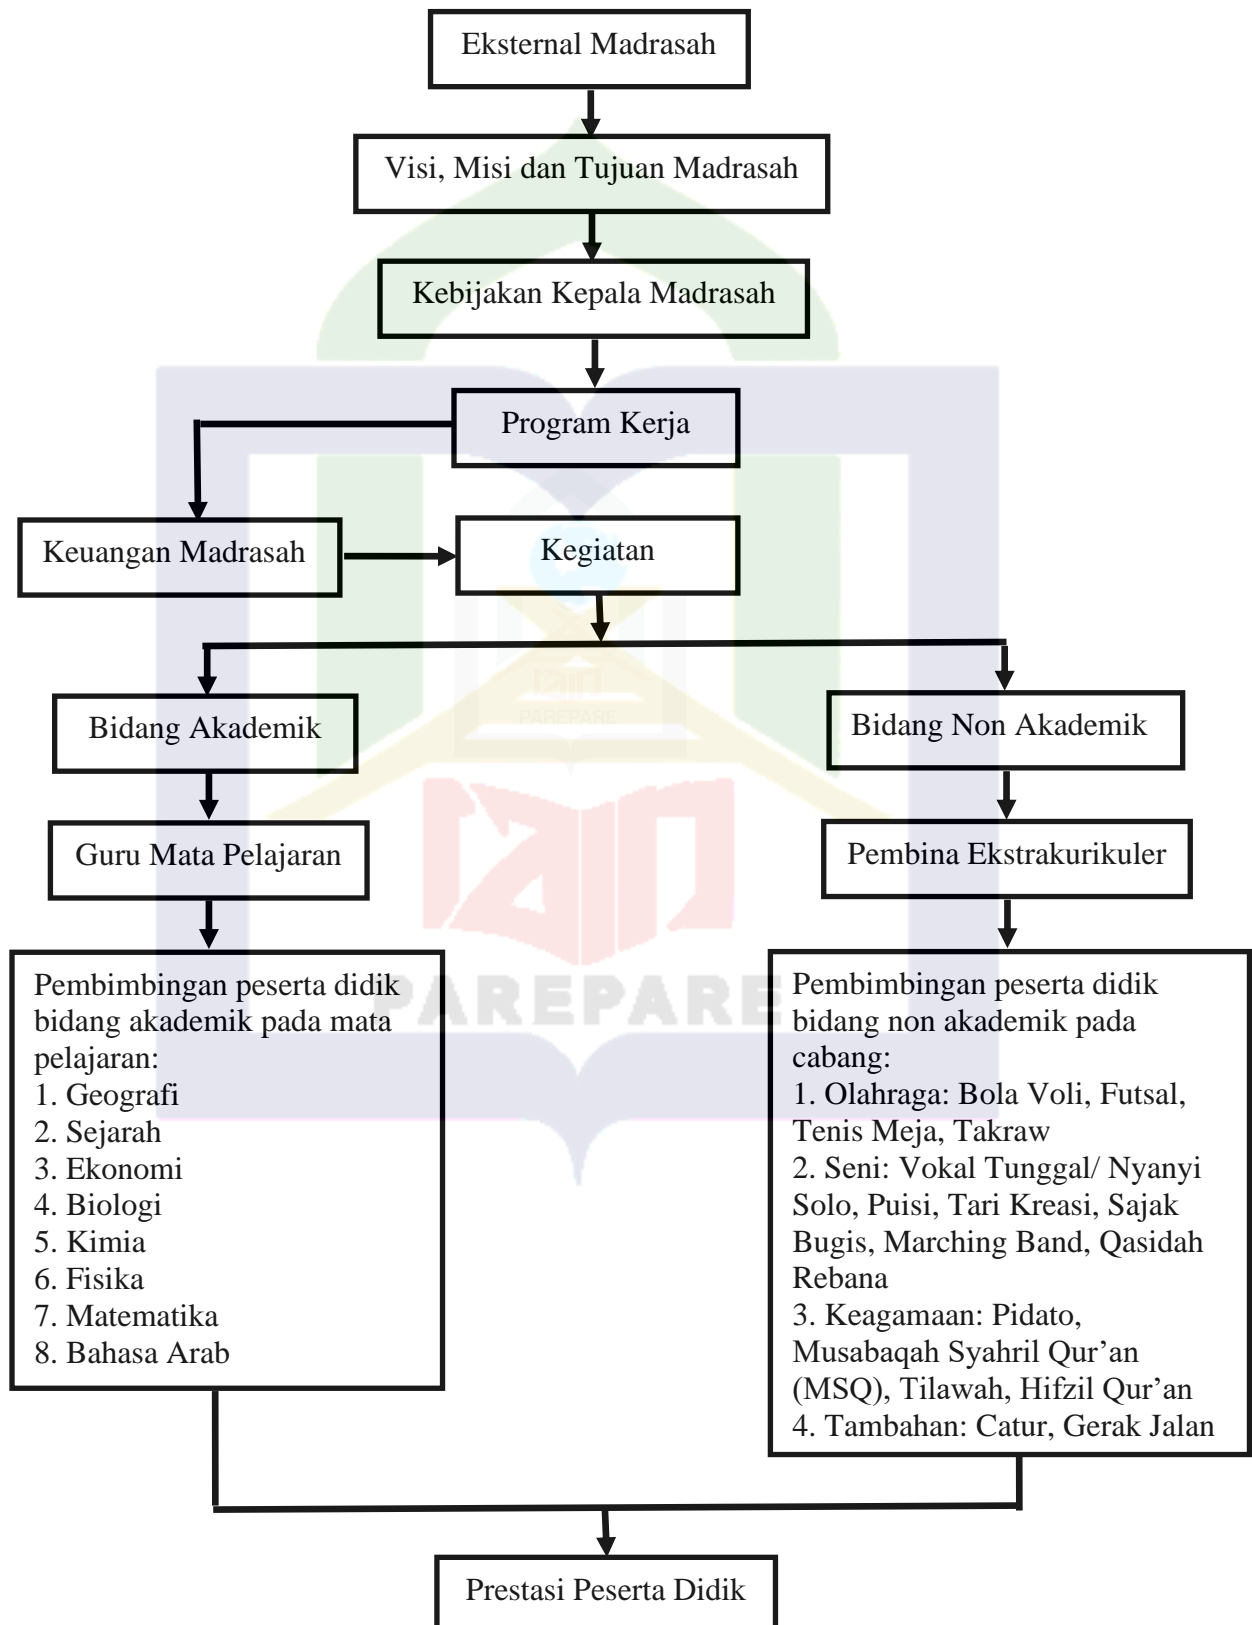 Eksternal Madrasah
Visi, Misi dan Tujuan Madrasah
Kebijakan Kepala Madrasah
Program Kerja
Keuangan Madrasah
Kegiatan
Bidang Akademik
Bidang Non Akademik
Guru Mata Pelajaran
Pembina Ekstrakurikuler
Pembimbingan peserta didik
bidang akademik pada mata
pelajaran:
1. Geografi
2. Sejarah
3. Ekonomi
4. Biologi
5. Kimia
6. Fisika
7. Matematika
8. Bahasa Arab
Pembimbingan peserta didik
bidang non akademik pada
cabang:
1. Olahraga: Bola Voli, Futsal,
Tenis Meja, Takraw
2. Seni: Vokal Tunggal/ Nyanyi
Solo, Puisi, Tari Kreasi, Sajak
Bugis, Marching Band, Qasidah
Rebana
3. Keagamaan: Pidato,
Musabaqah Syahril Qur’an
(MSQ), Tilawah, Hifzil Qur’an
4. Tambahan: Catur, Gerak Jalan
Prestasi Peserta Didik
iain
PAREPARE
iain
PAREPARE